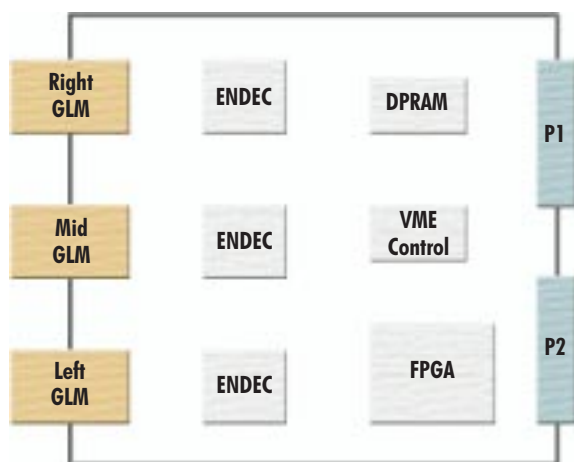 Right
GLM
ENDEC
DPRAM
P1
Mid
GLM
ENDEC
VME
Control
Left
GLM
ENDEC
FPGA
P2